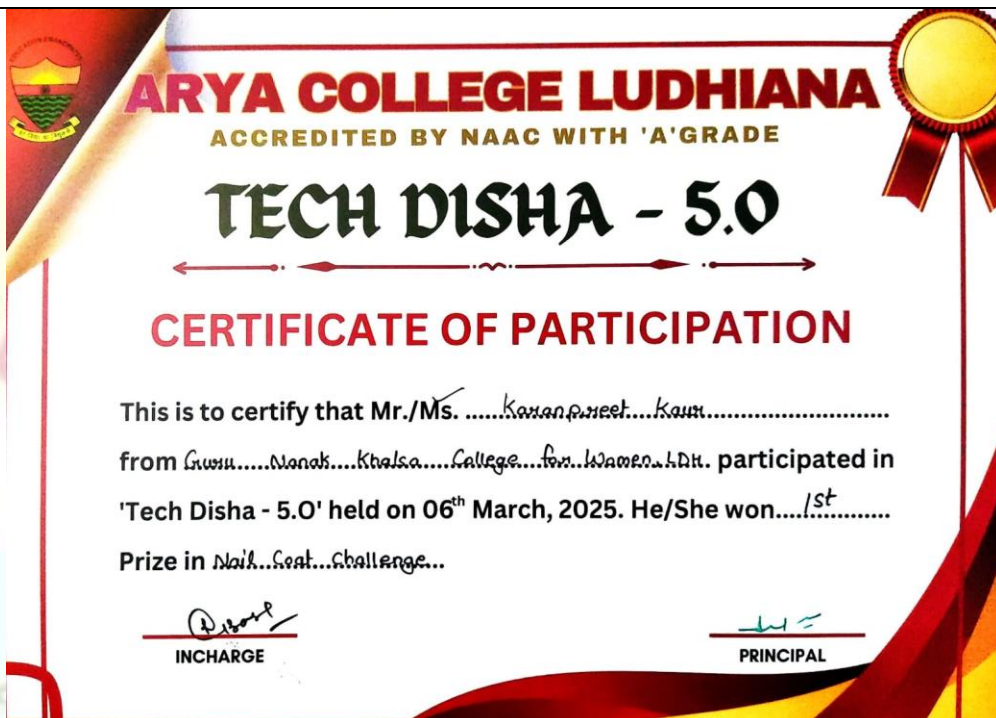 ARYA COLLEGE LUDHIANA
ACCREDITED BY NAAC WITH 'A'GRADE
TECH DISHA - 5.0
CERTIFICATE OF PARTICIPATION
This is to certify that Mr./Ms. ......Karanpreet....Kaur..............................
from Guru.....Nanak....Khalsa....College....for..Women..LDH. participated in
'Tech Disha - 5.0' held on 06th March, 2025. He/She won....1st..........
Prize in Nail...Coat...Challenge...
INCHARGE
PRINCIPAL